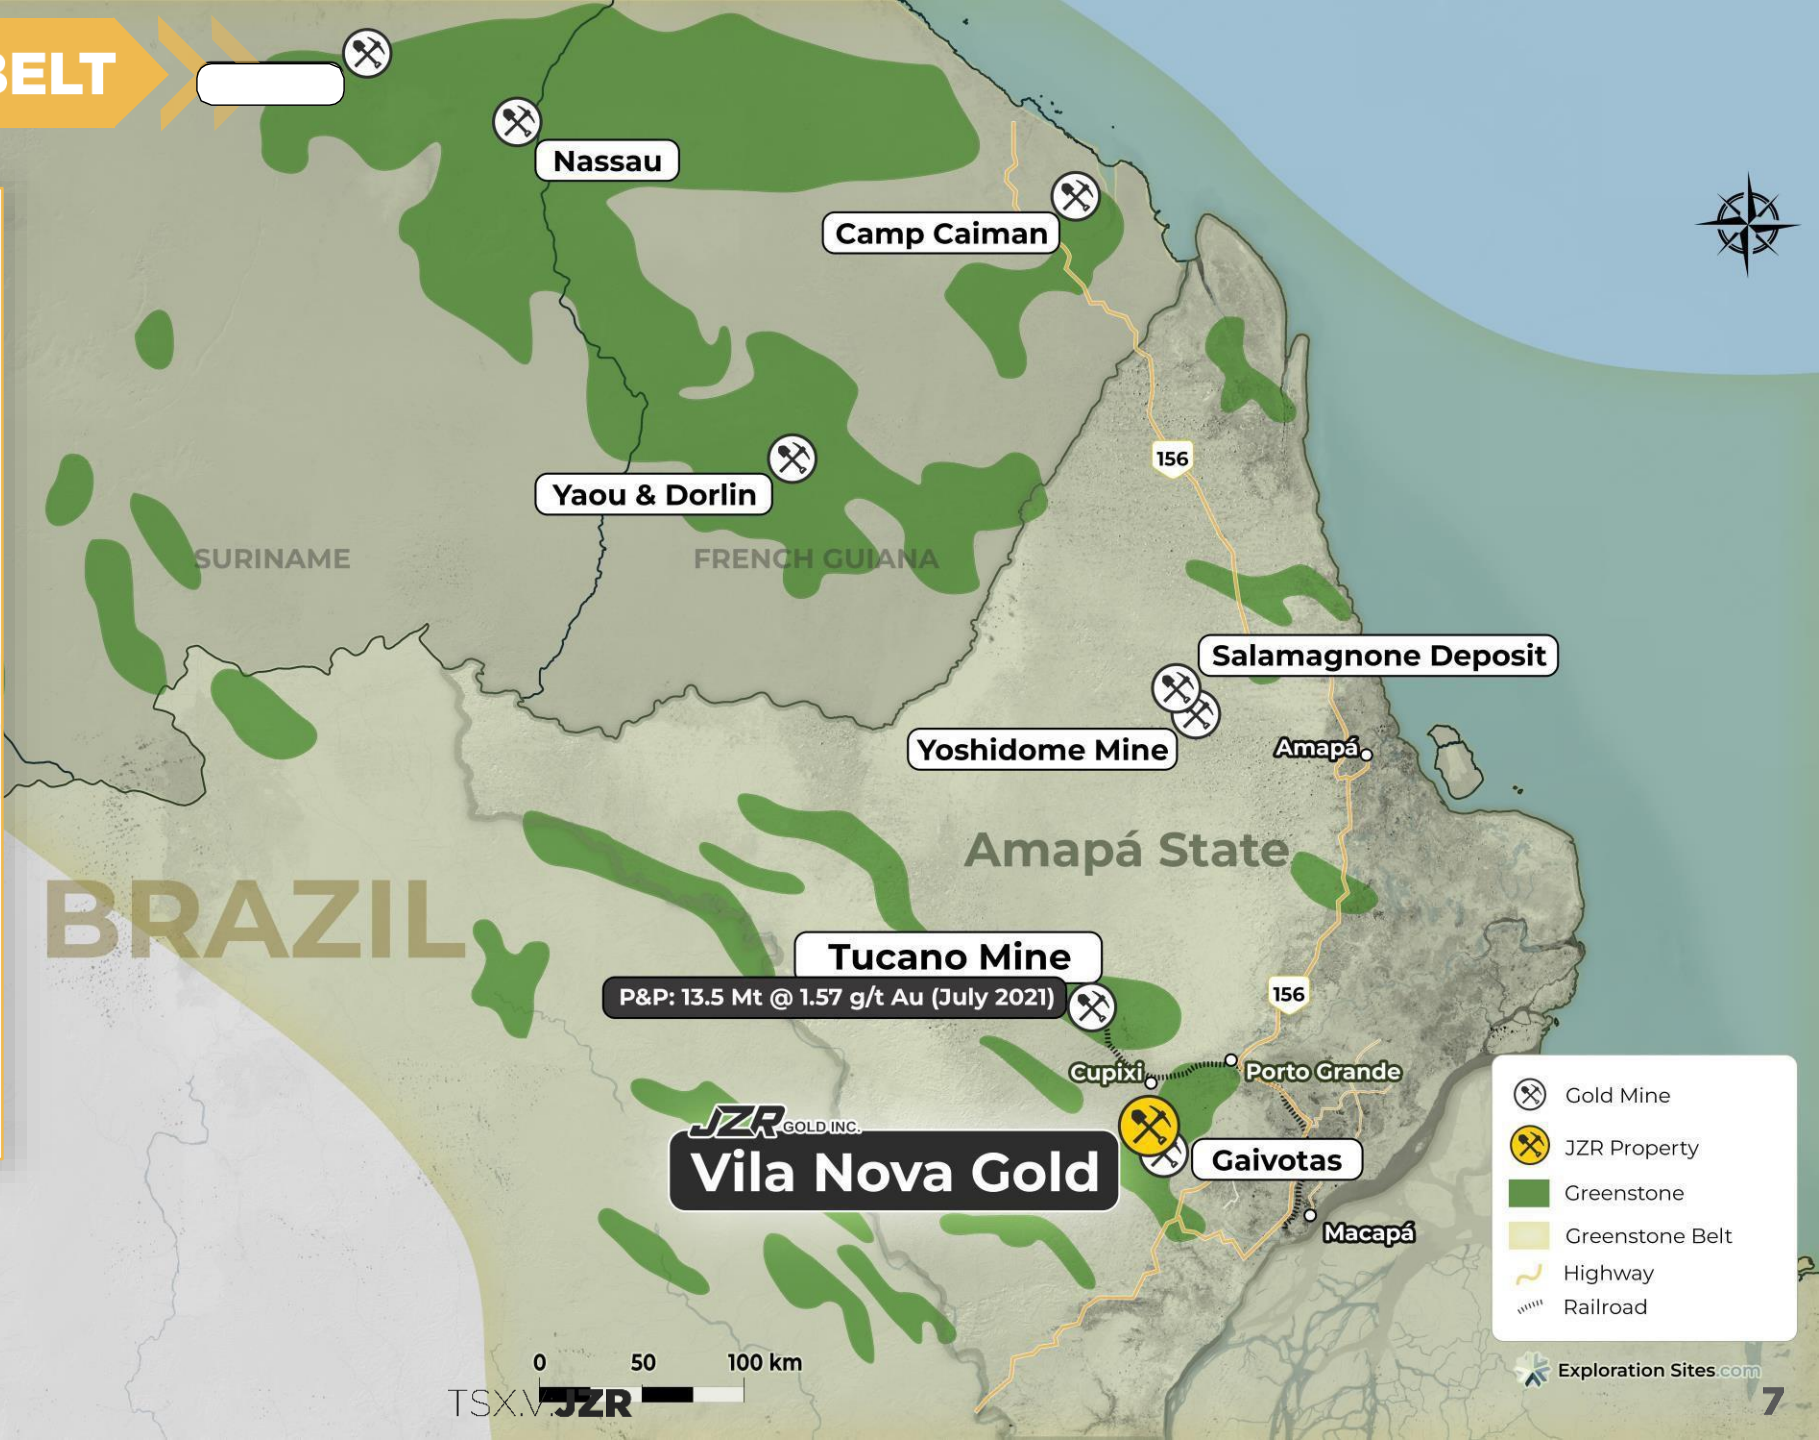 BELT
Nassau
Camp Caiman
156
Yaou & Dorlin
SURINAME
FRENCH GUIANA
Salamagnone Deposit
Yoshidome Mine
Amapá
Amapá State
BRAZIL
Tucano Mine
P&P: 13.5 Mt @ 1.57 g/t Au (July 2021)
156
Cupixi
Porto Grande
JZR GOLD INC.
Vila Nova Gold
Gaivotas
Macapá
Gold Mine
JZR Property
Greenstone
Greenstone Belt
Highway
Railroad
0 50 100 km
TSX.V:JZR
Exploration Sites.com
7